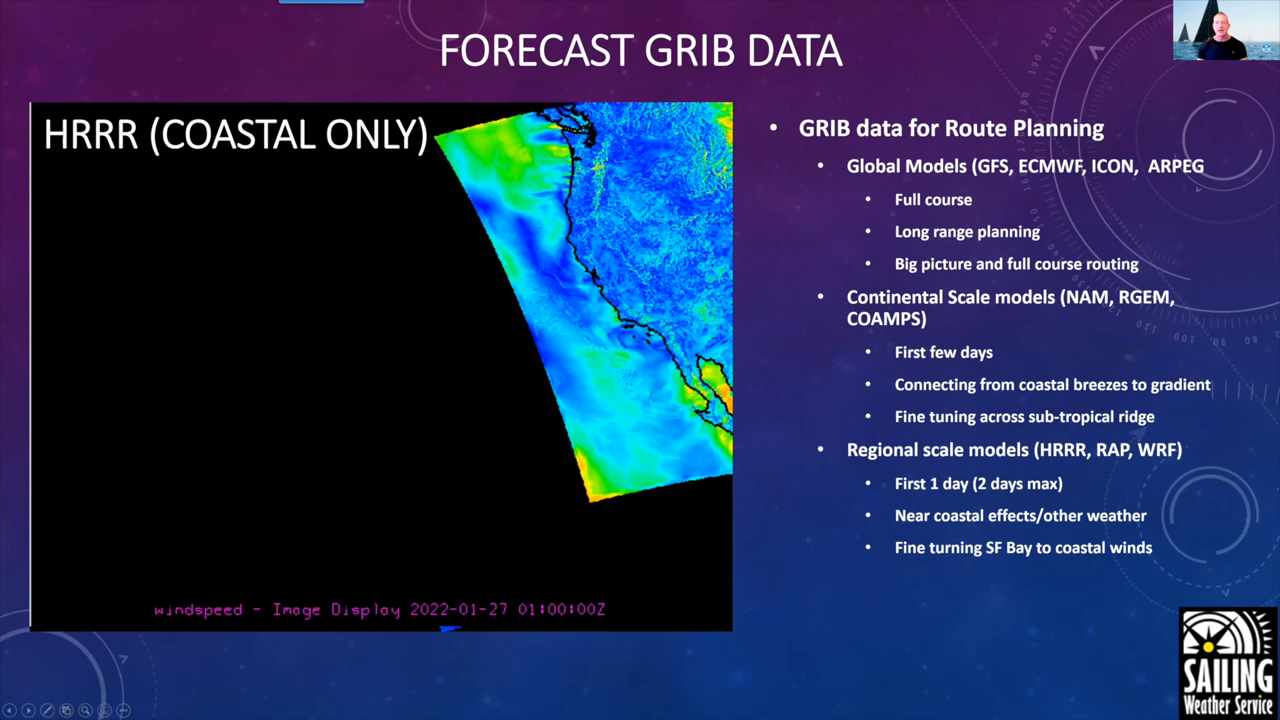 FORECAST GRIB DATA
HRRR (COASTAL ONLY)
windspeed - Image Display 2022-01-27 01:00:00Z
• GRIB data for Route Planning
• Global Models (GFS, ECMWF, ICON, ARPEG
• Full course
• Long range planning
• Big picture and full course routing
• Continental Scale models (NAM, RGEM,
COAMPS)
• First few days
• Connecting from coastal breezes to gradient
• Fine tuning across sub-tropical ridge
• Regional scale models (HRRR, RAP, WRF)
• First 1 day (2 days max)
• Near coastal effects/other weather
• Fine turning SF Bay to coastal winds
SAILING
Weather Service